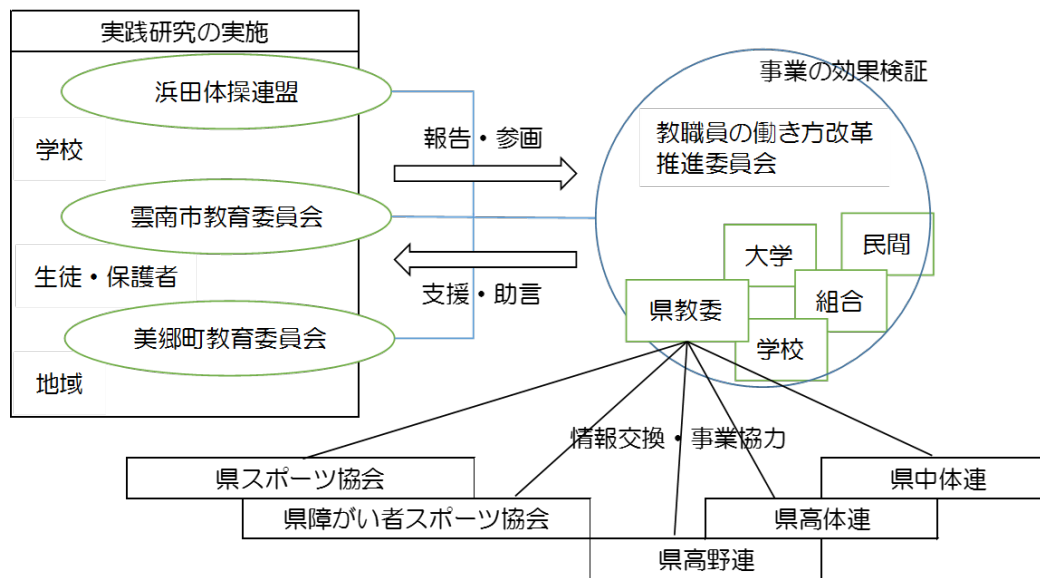 実践研究の実施
浜田体操連盟
学校
雲南市教育委員会
生徒・保護者
美郷町教育委員会
地域
報告・参画
支援・助言
事業の効果検証
教職員の働き方改革
推進委員会
大学
民間
組合
県教委
学校
情報交換・事業協力
県スポーツ協会
県障がい者スポーツ協会
県高野連
県高体連
県中体連